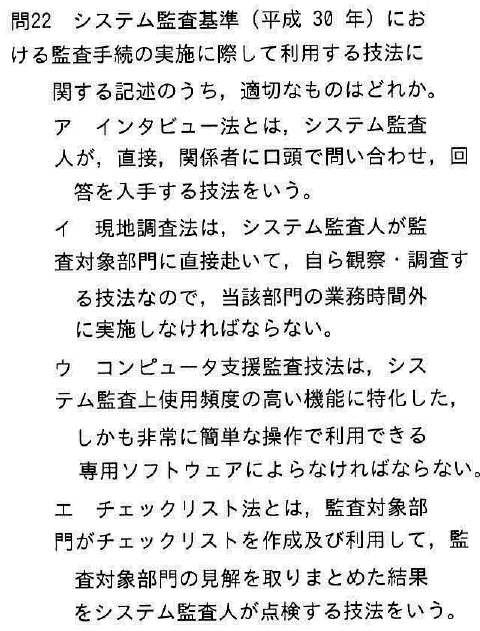 問22　システム監査基準（平成 30 年）にお
ける監査手続の実施に際して利用する技法に
関する記述のうち，適切なものはどれか。
ア　インタビュー法とは，システム監査
人が，直接，関係者に口頭で問い合わせ，回
答を入手する技法をいう。
イ　現地調査法は，システム監査人が監
査対象部門に直接赴いて，自ら観察・調査す
る技法なので，当該部門の業務時間外
に実施しなければならない。
ウ　コンピュータ支援監査技法は，シス
テム監査上使用頻度の高い機能に特化した，
しかも非常に簡単な操作で利用できる
専用ソフトウェアによらなければならない。
エ　チェックリスト法とは，監査対象部
門がチェックリストを作成及び利用して，監
査対象部門の見解を取りまとめた結果
をシステム監査人が点検する技法をいう。